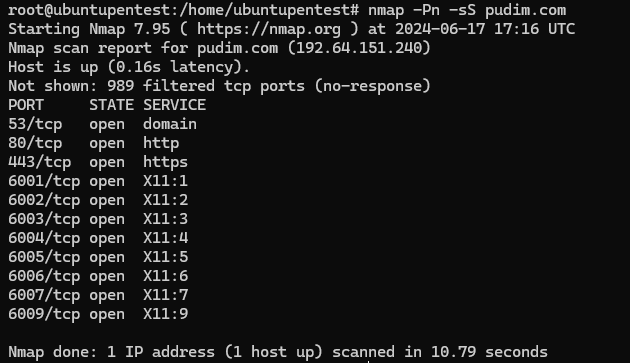 root@ubuntupentest:/home/ubuntupentest# nmap -Pn -sS pudim.com
Starting Nmap 7.95 ( https://nmap.org ) at 2024-06-17 17:16 UTC
Nmap scan report for pudim.com (192.64.151.240)
Host is up (0.16s latency).
Not shown: 989 filtered tcp ports (no-response)
PORT     STATE SERVICE
53/tcp   open  domain
80/tcp   open  http
443/tcp  open  https
6001/tcp open  X11:1
6002/tcp open  X11:2
6003/tcp open  X11:3
6004/tcp open  X11:4
6005/tcp open  X11:5
6006/tcp open  X11:6
6007/tcp open  X11:7
6009/tcp open  X11:9
Nmap done: 1 IP address (1 host up) scanned in 10.79 seconds